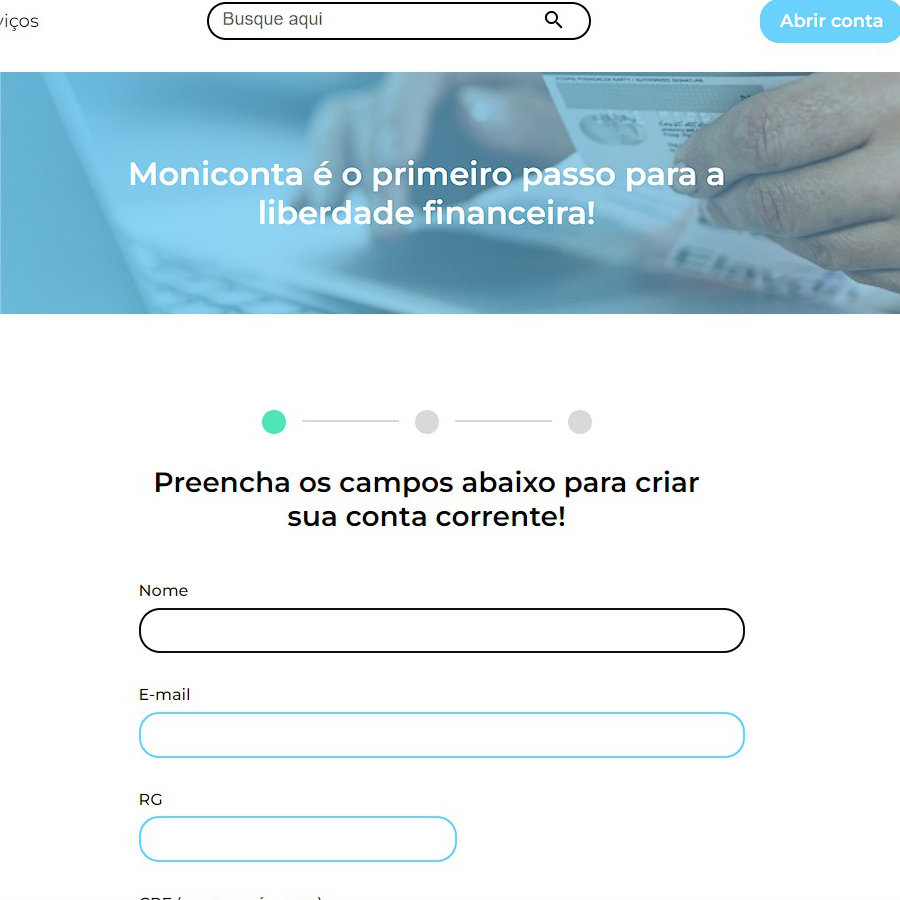 viços
Busque aqui
Abrir conta
Moniconta é o primeiro passo para a
liberdade financeira!
Preencha os campos abaixo para criar
sua conta corrente!
Nome
E-mail
RG